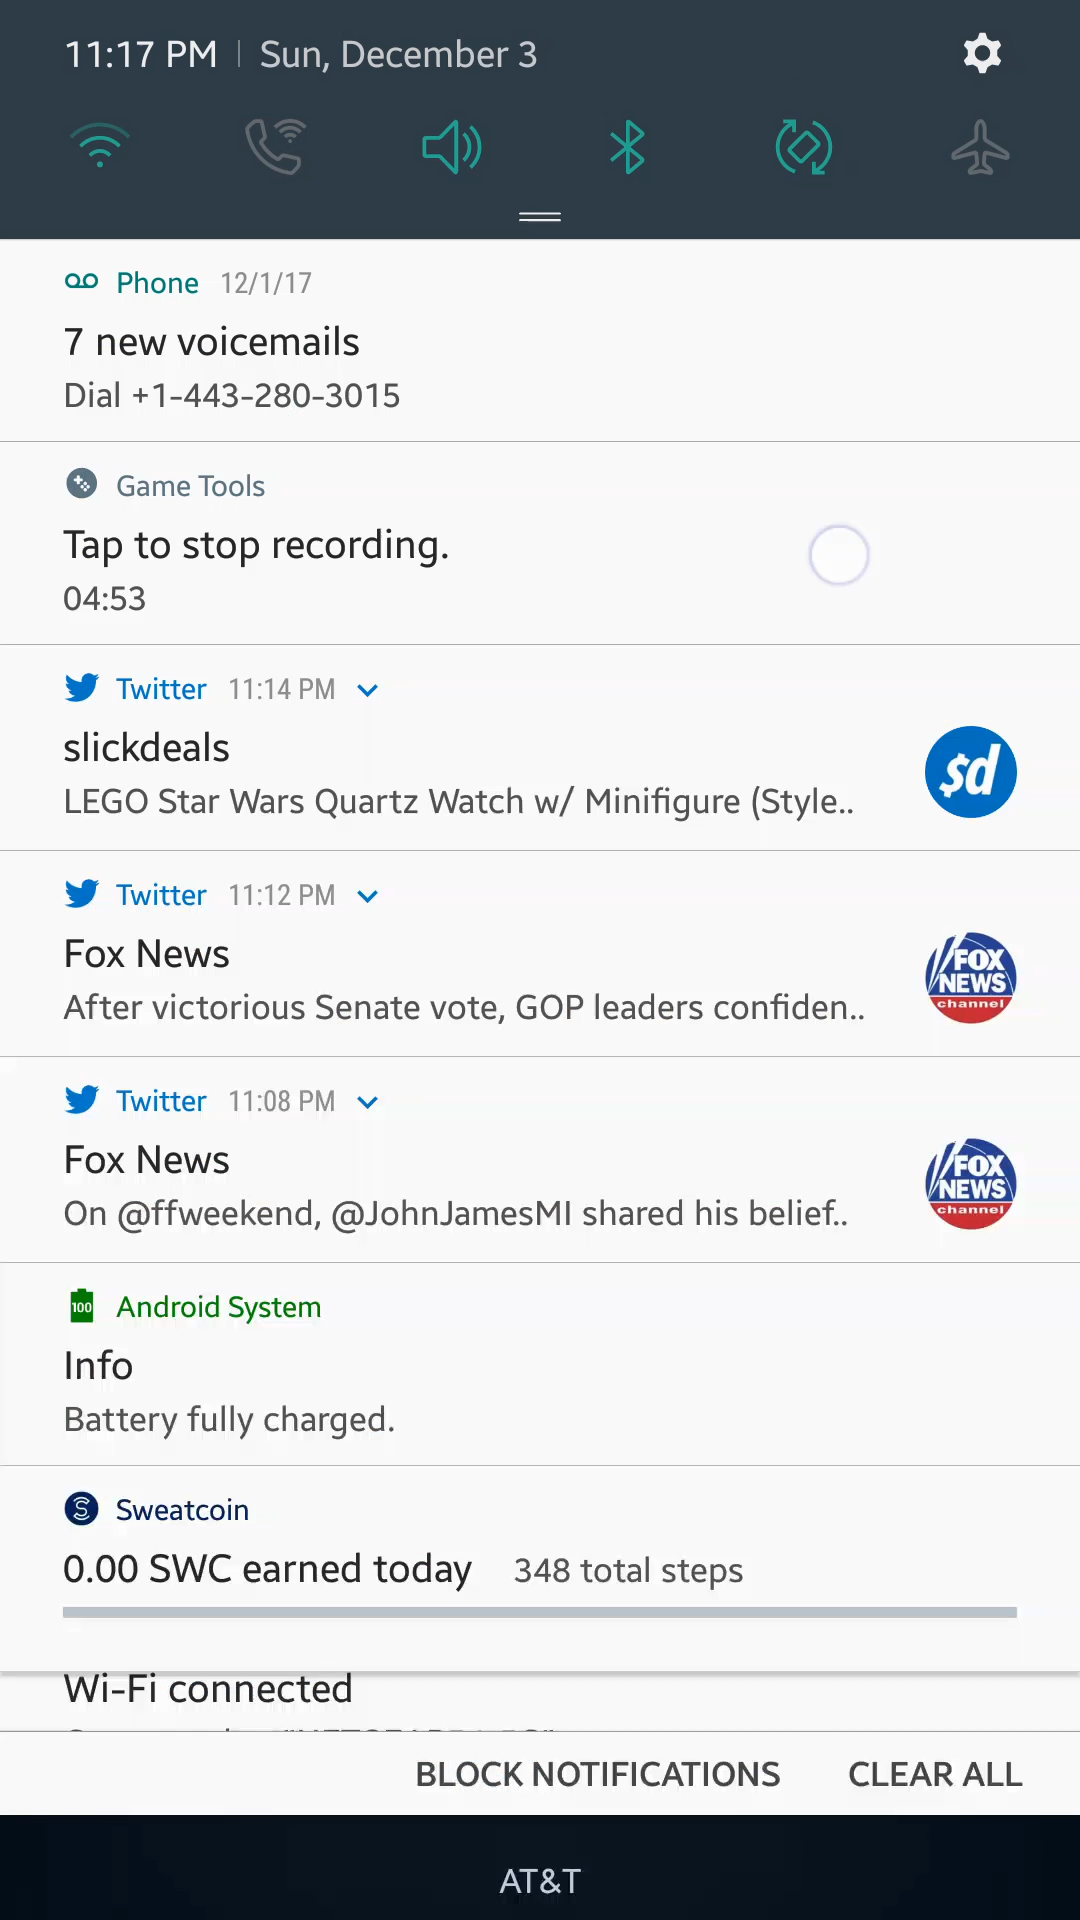 11:17 PM | Sun, December 3
Phone 12/1/17
7 new voicemails
Dial +1-443-280-3015
Game Tools
Tap to stop recording.
04:53
Twitter 11:14 PM
slickdeals
LEGO Star Wars Quartz Watch w/ Minifigure (Style..
$d
Twitter 11:12 PM
Fox News
After victorious Senate vote, GOP leaders confiden..
FOX
NEWS
channel
Twitter 11:08 PM
Fox News
On @ffweekend, @JohnJamesMI shared his belief..
FOX
NEWS
channel
100 Android System
Info
Battery fully charged.
Sweatcoin
0.00 SWC earned today 348 total steps
Wi-Fi connected
BLOCK NOTIFICATIONS CLEAR ALL
AT&T